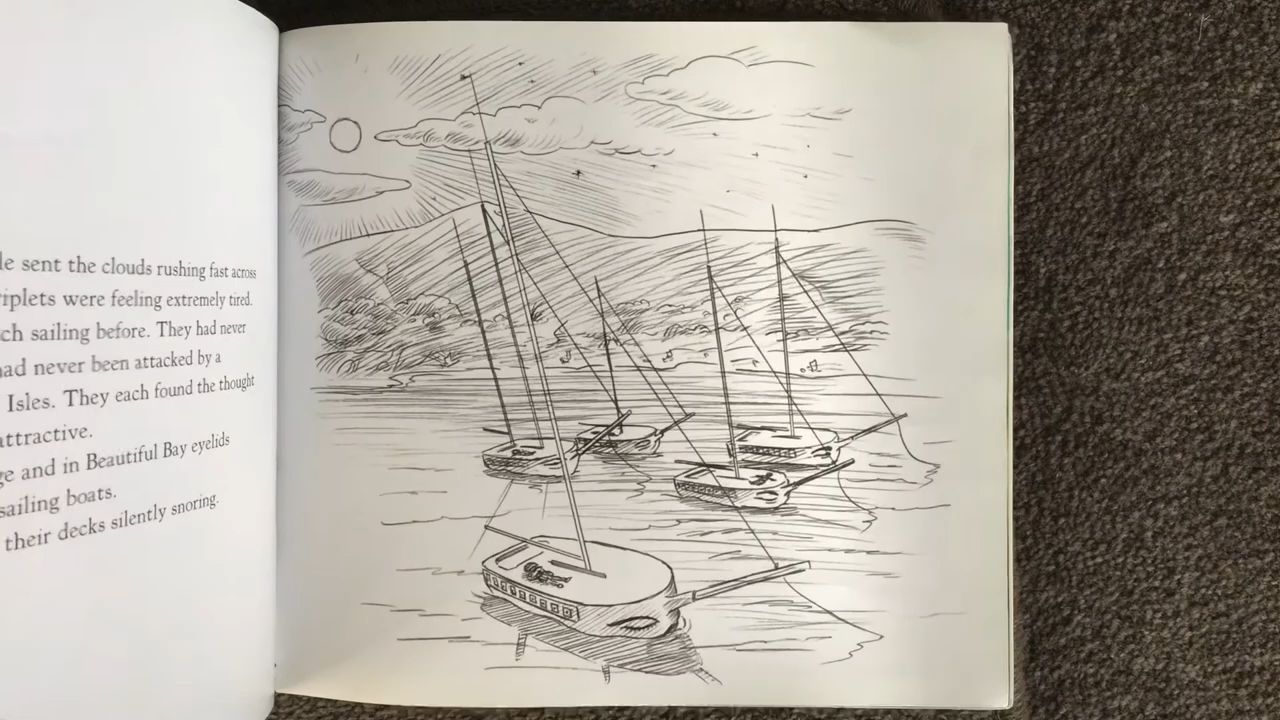 le sent the clouds rushing fast across
riplets were feeling extremely tired.
ch sailing before. They had never
had never been attacked by a
Isles. They each found the thought
attractive.
ge and in Beautiful Bay eyelids
sailing boats.
their decks silently snoring.